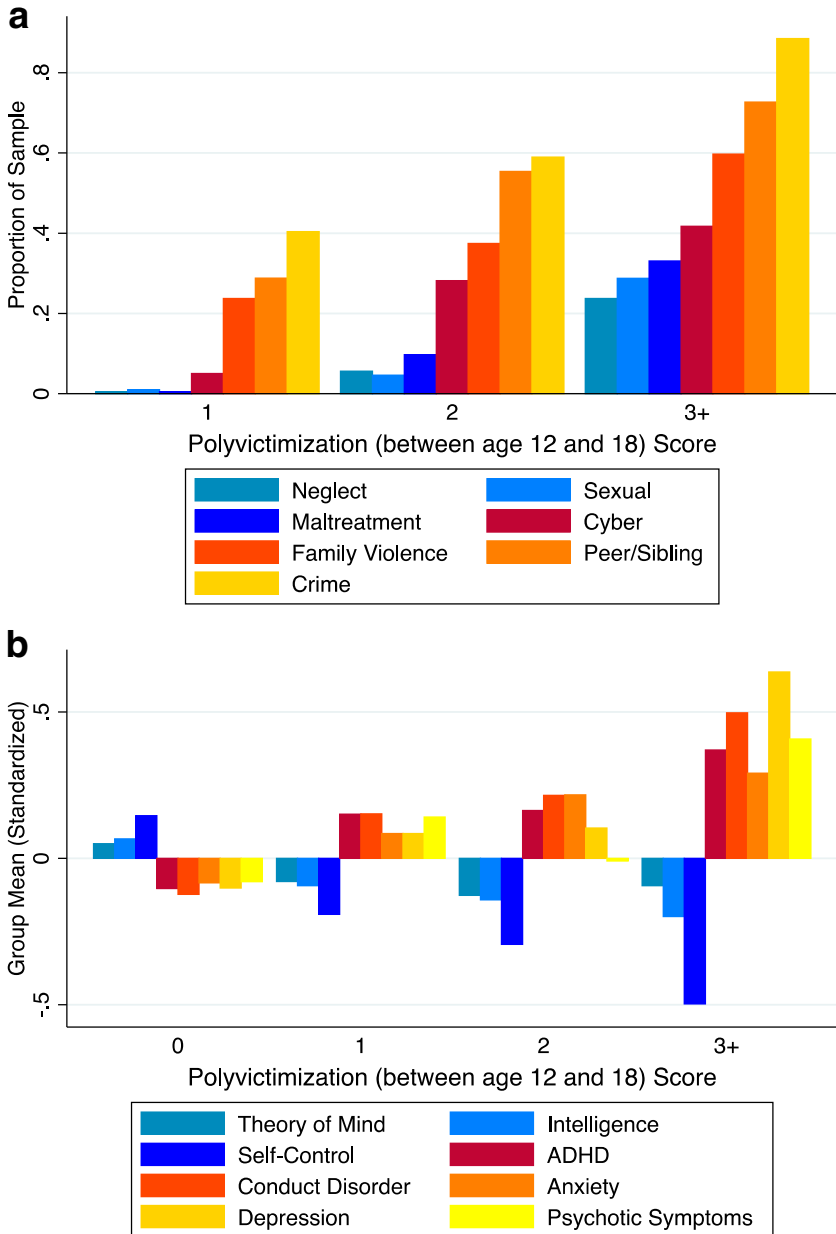 a
Proportion of Sample
.8
.6
.4
.2
0
1 2 3+
Polyvictimization (between age 12 and 18) Score
Neglect Sexual
Maltreatment Cyber
Family Violence Peer/Sibling
Crime
b
Group Mean (Standardized)
.5
0
-.5
0 1 2 3+
Polyvictimization (between age 12 and 18) Score
Theory of Mind Intelligence
Self-Control ADHD
Conduct Disorder Anxiety
Depression Psychotic Symptoms